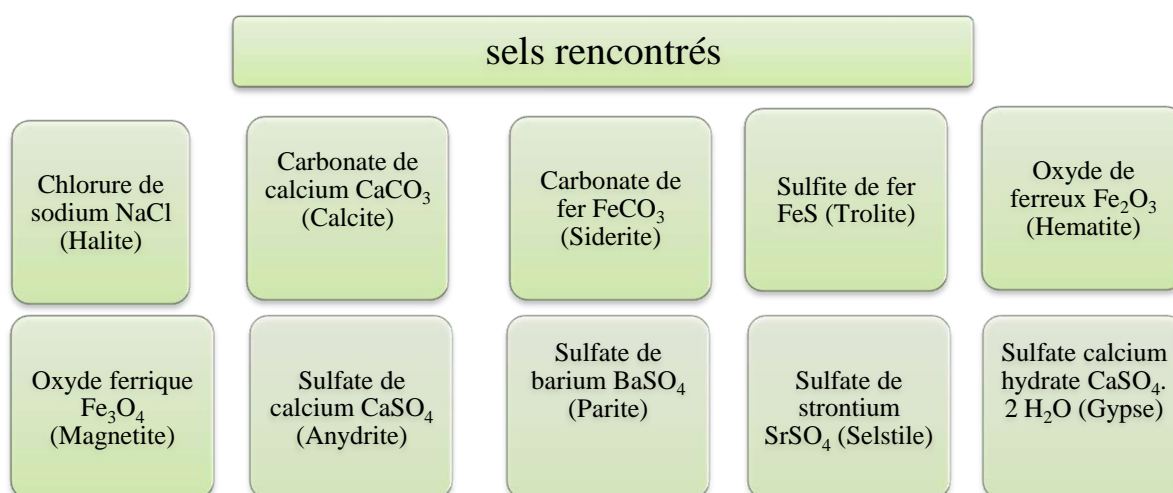 sels rencontrés
Chlorure de
sodium NaCl
(Halite)
Carbonate de
calcium CaCO₃
(Calcite)
Carbonate de
fer FeCO₃
(Siderite)
Sulfite de fer
FeS (Trolite)
Oxyde de
ferreux Fe₂O₃
(Hematite)
Oxyde ferrique
Fe₃O₄
(Magnetite)
Sulfate de
calcium CaSO₄
(Anydrite)
Sulfate de
barium BaSO₄
(Parite)
Sulfate de
strontium
SrSO₄ (Selstile)
Sulfate calcium
hydrate CaSO₄.
2 H₂O (Gypse)